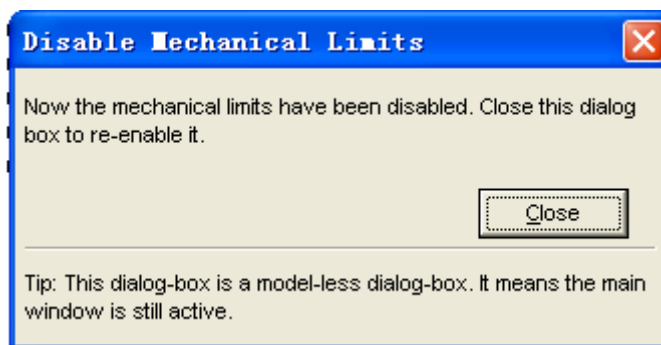 Disable Mechanical Limits
Now the mechanical limits have been disabled. Close this dialog
box to re-enable it.
Close
Tip: This dialog-box is a model-less dialog-box. It means the main
window is still active.